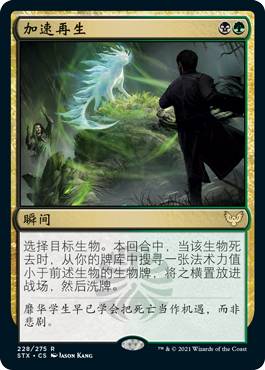 加速再生
瞬间
选择目标生物。本回合中,当该生物死
去时,从你的牌库中搜寻一张法术力值
小于前述生物的生物牌,将之横置放进
战场,然后洗牌。
靡华学生早已学会把死亡当作机遇,而非
悲剧。
228/275 R
STX • CS JASON KANG
™ & © 2021 Wizards of the Coast